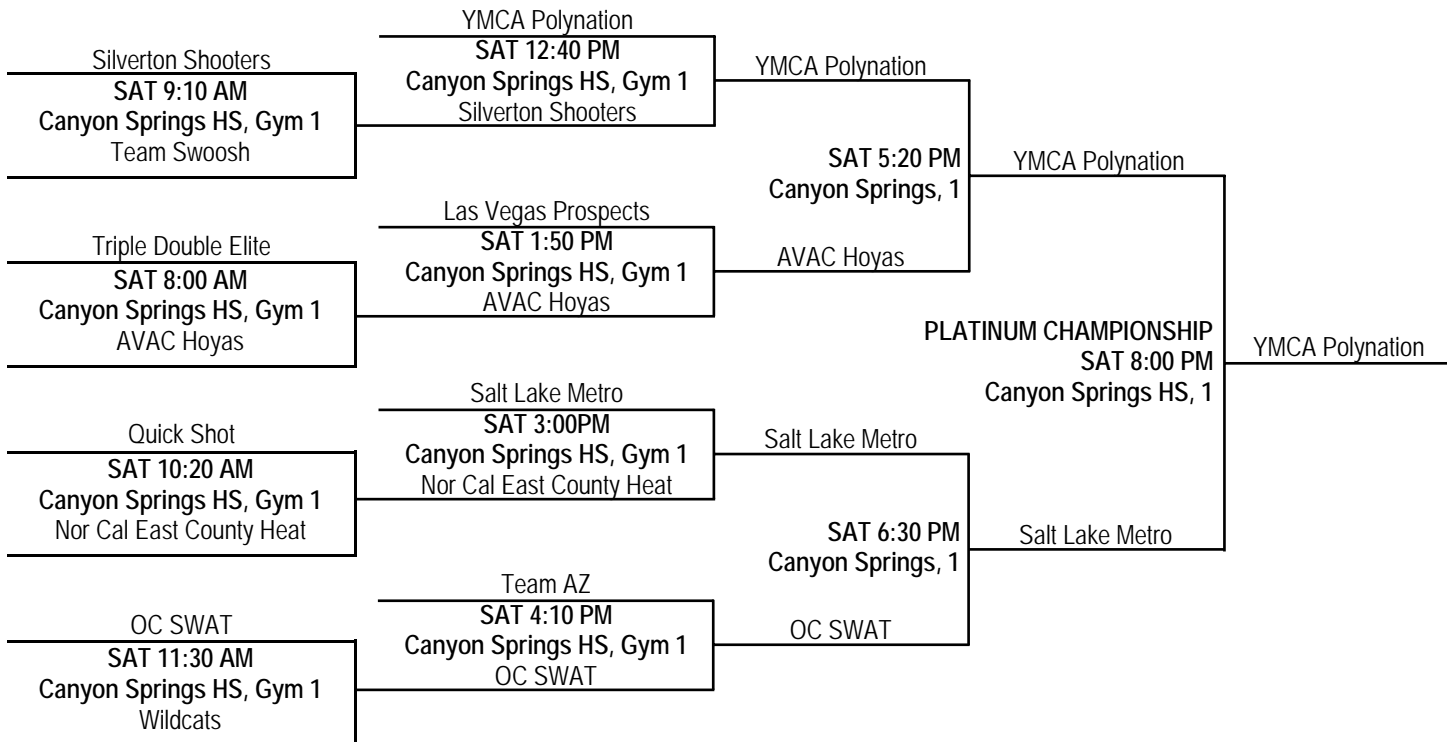 YMCA Polynation
SAT 12:40 PM
Canyon Springs HS, Gym 1
Silverton Shooters
Silverton Shooters
SAT 9:10 AM
Canyon Springs HS, Gym 1
Team Swoosh
YMCA Polynation
SAT 5:20 PM
Canyon Springs, 1
YMCA Polynation
Las Vegas Prospects
SAT 1:50 PM
Canyon Springs HS, Gym 1
AVAC Hoyas
Triple Double Elite
SAT 8:00 AM
Canyon Springs HS, Gym 1
AVAC Hoyas
AVAC Hoyas
PLATINUM CHAMPIONSHIP
SAT 8:00 PM
Canyon Springs HS, 1
YMCA Polynation
Salt Lake Metro
SAT 3:00PM
Canyon Springs HS, Gym 1
Nor Cal East County Heat
Quick Shot
SAT 10:20 AM
Canyon Springs HS, Gym 1
Nor Cal East County Heat
Salt Lake Metro
SAT 6:30 PM
Canyon Springs, 1
Salt Lake Metro
Team AZ
SAT 4:10 PM
Canyon Springs HS, Gym 1
OC SWAT
OC SWAT
SAT 11:30 AM
Canyon Springs HS, Gym 1
Wildcats
OC SWAT